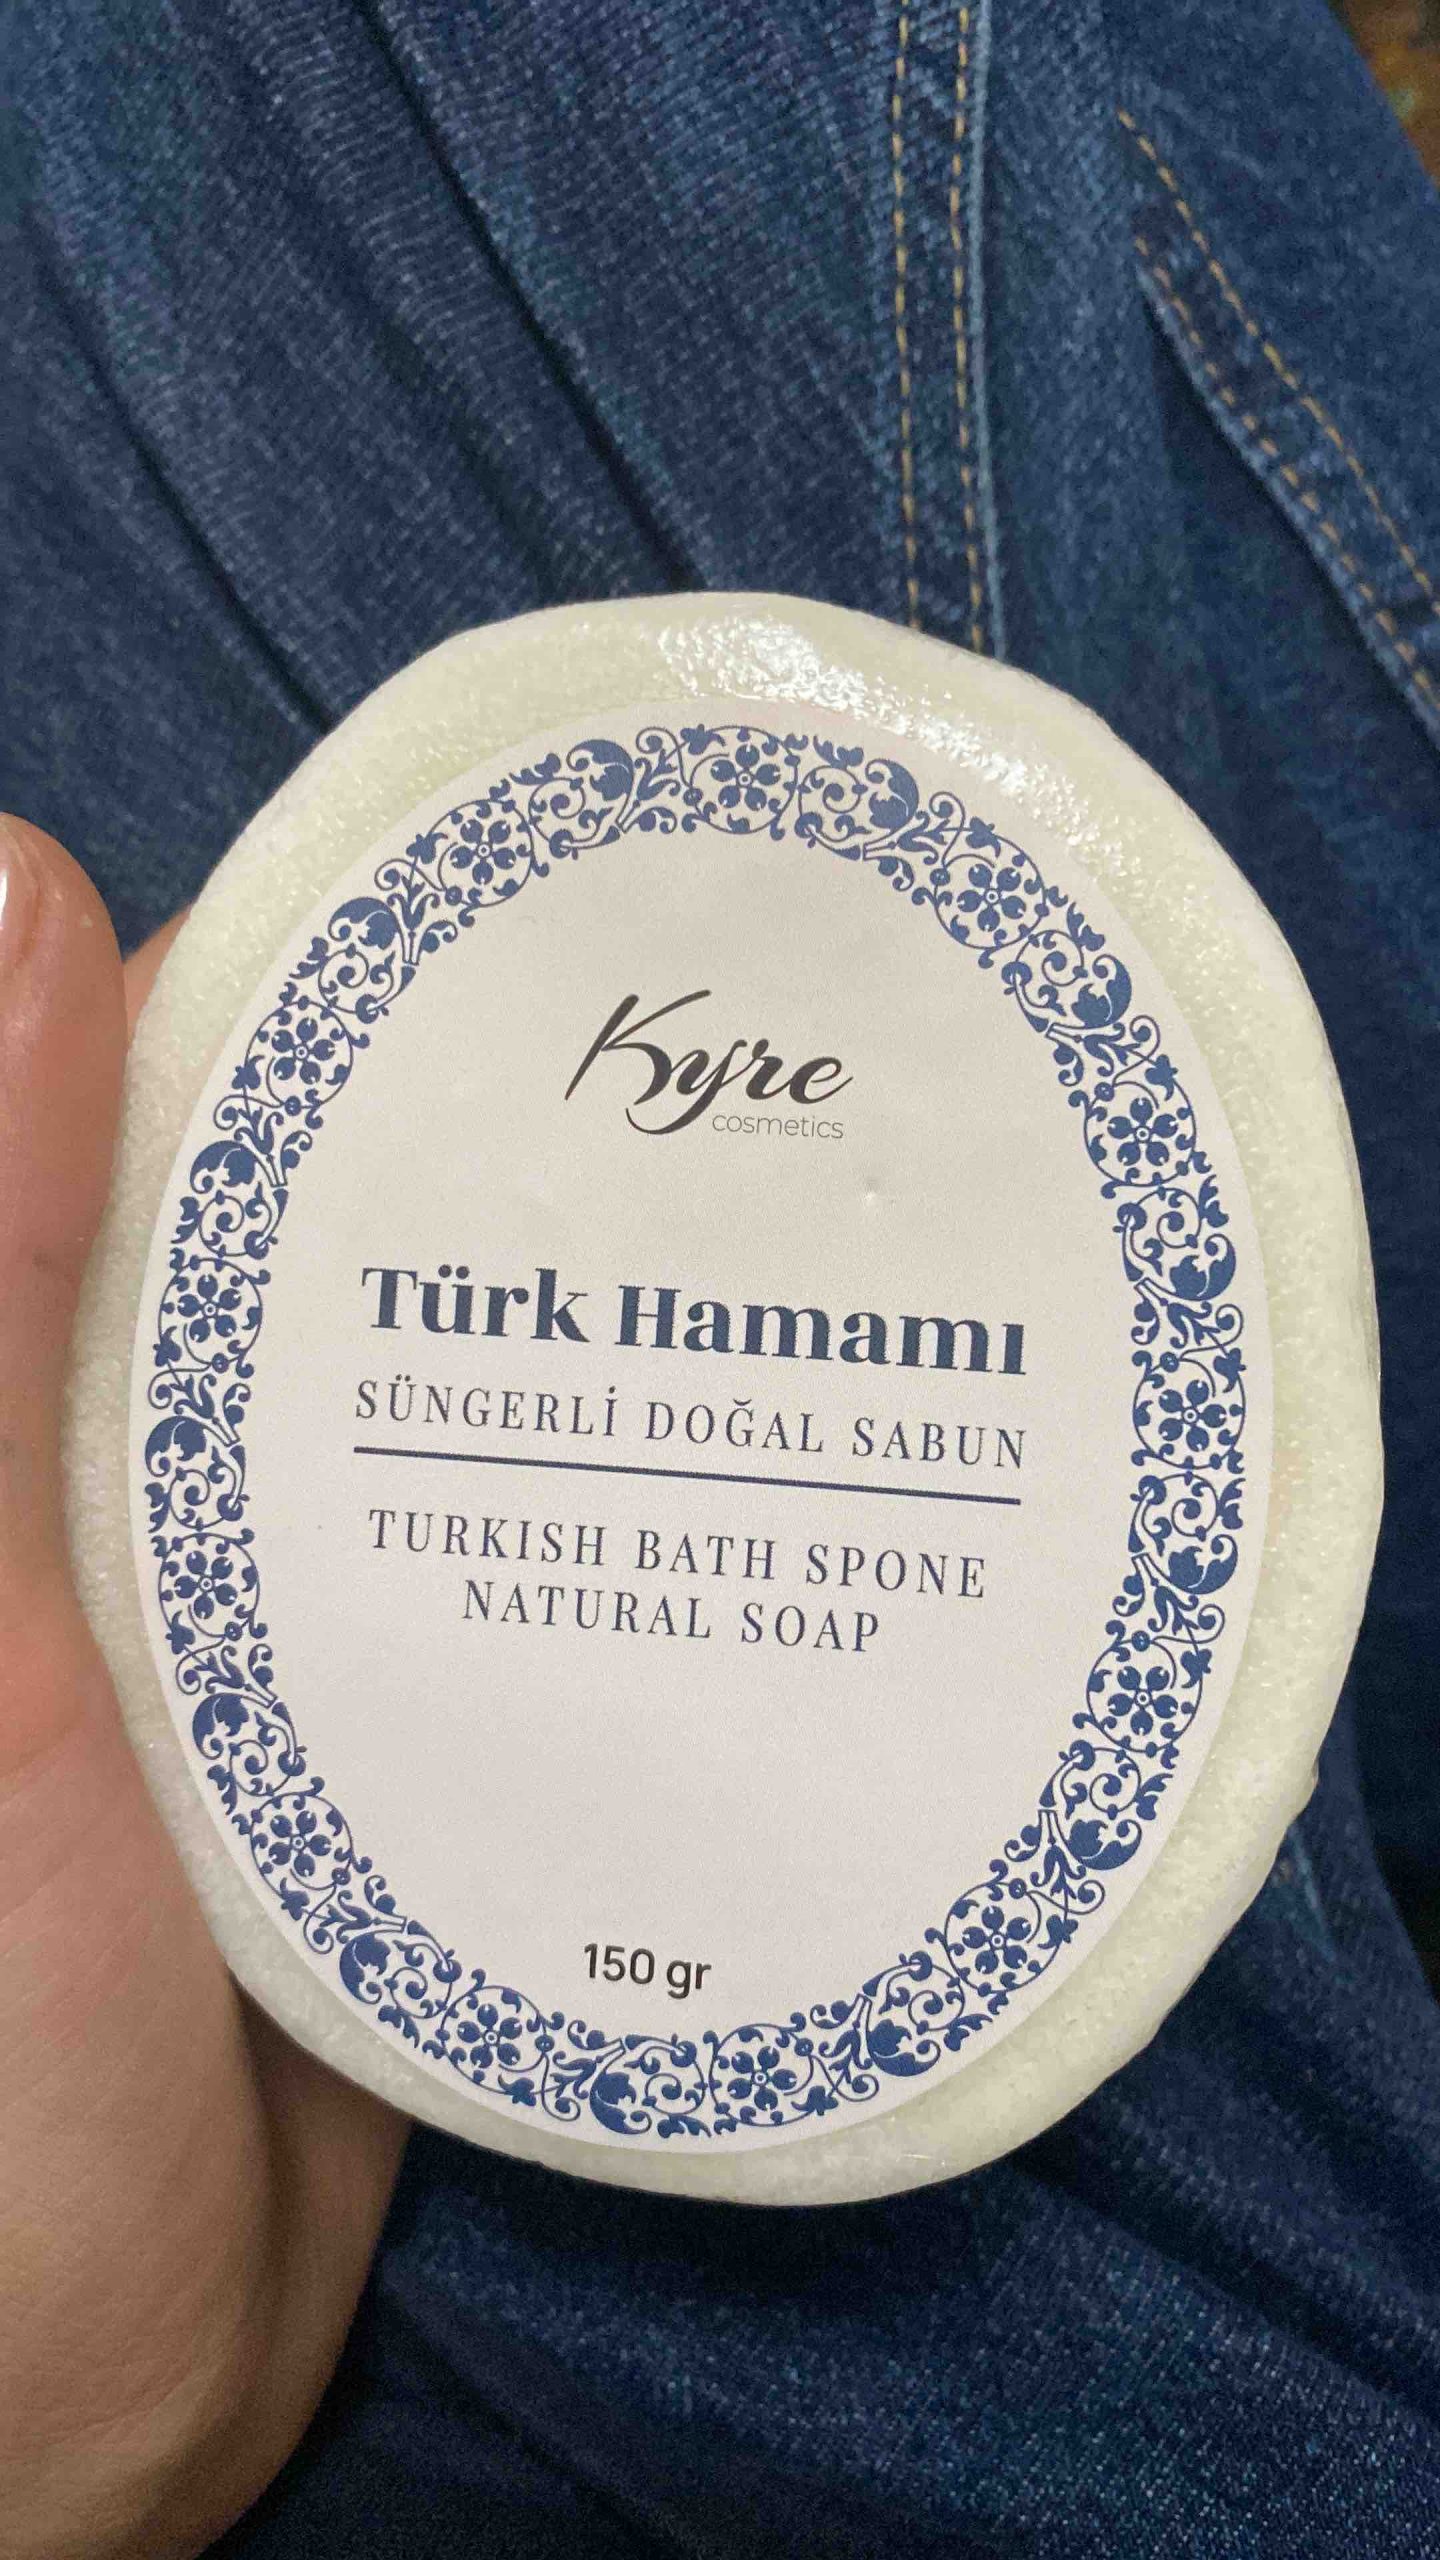 Kyre
cosmetics
Türk Hamamı
SÜNGERLİ DOĞAL SABUN
TURKISH BATH SPONE
NATURAL SOAP
150 gr